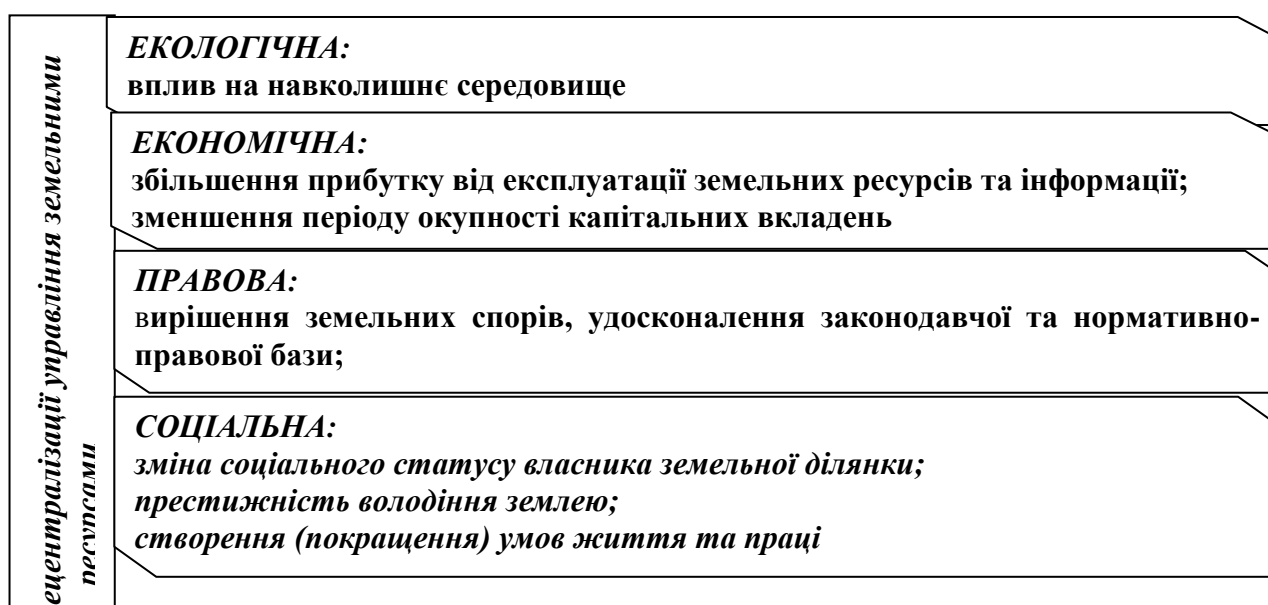 ецентралізації управління земельними
ресурсами
ЕКОЛОГІЧНА:
вплив на навколишнє середовище
ЕКОНОМІЧНА:
збільшення прибутку від експлуатації земельних ресурсів та інформації;
зменшення періоду окупності капітальних вкладень
ПРАВОВА:
вирішення земельних спорів, удосконалення законодавчої та нормативно-
правової бази;
СОЦІАЛЬНА:
зміна соціального статусу власника земельної ділянки;
престижність володіння землею;
створення (покращення) умов життя та праці